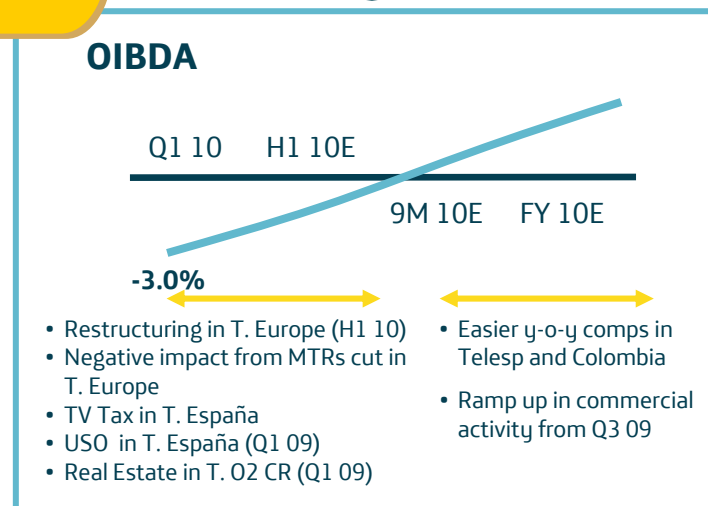 OIBDA
Q1 10 H1 10E
9M 10E FY 10E
-3.0%
• Restructuring in T. Europe (H1 10)
• Negative impact from MTRs cut in
T. Europe
• TV Tax in T. España
• USO in T. España (Q1 09)
• Real Estate in T. O2 CR (Q1 09)
• Easier y-o-y comps in
Telesp and Colombia
• Ramp up in commercial
activity from Q3 09